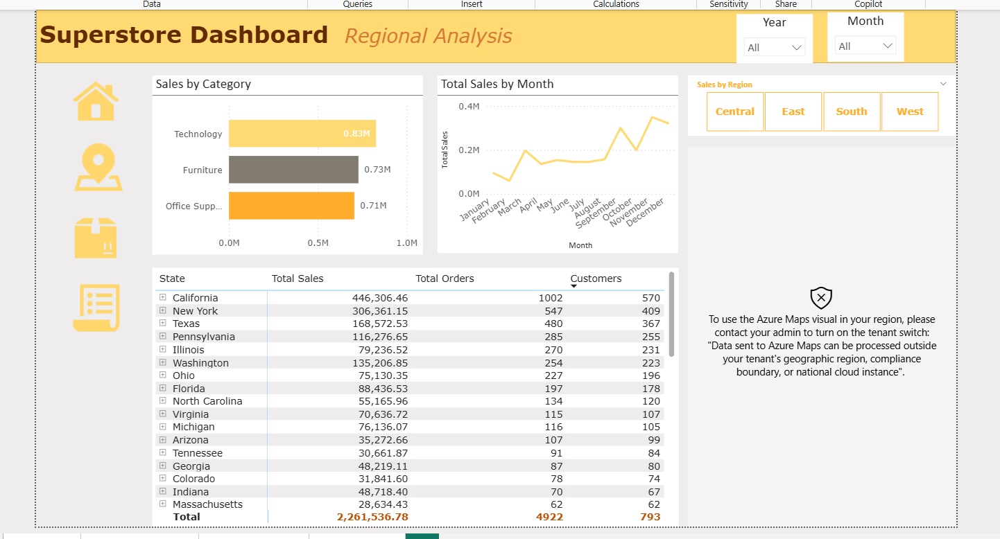 Data Queries Insert Calculations Sensitivity Share Copilot
Superstore Dashboard Regional Analysis
Year
All
Month
All
Sales by Category
Technology 0.83M
Furniture 0.73M
Office Supp... 0.71M
0.0M 0.5M 1.0M
Total Sales by Month
Total Sales
0.4M
0.2M
0.0M
January February March April May June July August September October November December
Month
Sales by Region
Central East South West
State Total Sales Total Orders Customers
California 446,306.46 1002 570
New York 306,361.15 547 409
Texas 168,572.53 480 367
Pennsylvania 116,276.65 285 255
Illinois 79,236.52 270 231
Washington 135,206.85 254 223
Ohio 75,130.35 227 196
Florida 88,436.53 197 178
North Carolina 55,165.96 134 120
Virginia 70,636.72 115 107
Michigan 76,136.07 116 105
Arizona 35,272.66 107 99
Tennessee 30,661.87 91 84
Georgia 48,219.11 87 80
Colorado 31,841.60 78 74
Indiana 48,718.40 70 67
Massachusetts 28,634.43 62 62
Total 2,261,536.78 4922 793
To use the Azure Maps visual in your region, please
contact your admin to turn on the tenant switch:
"Data sent to Azure Maps can be processed outside
your tenant's geographic region, compliance
boundary, or national cloud instance".